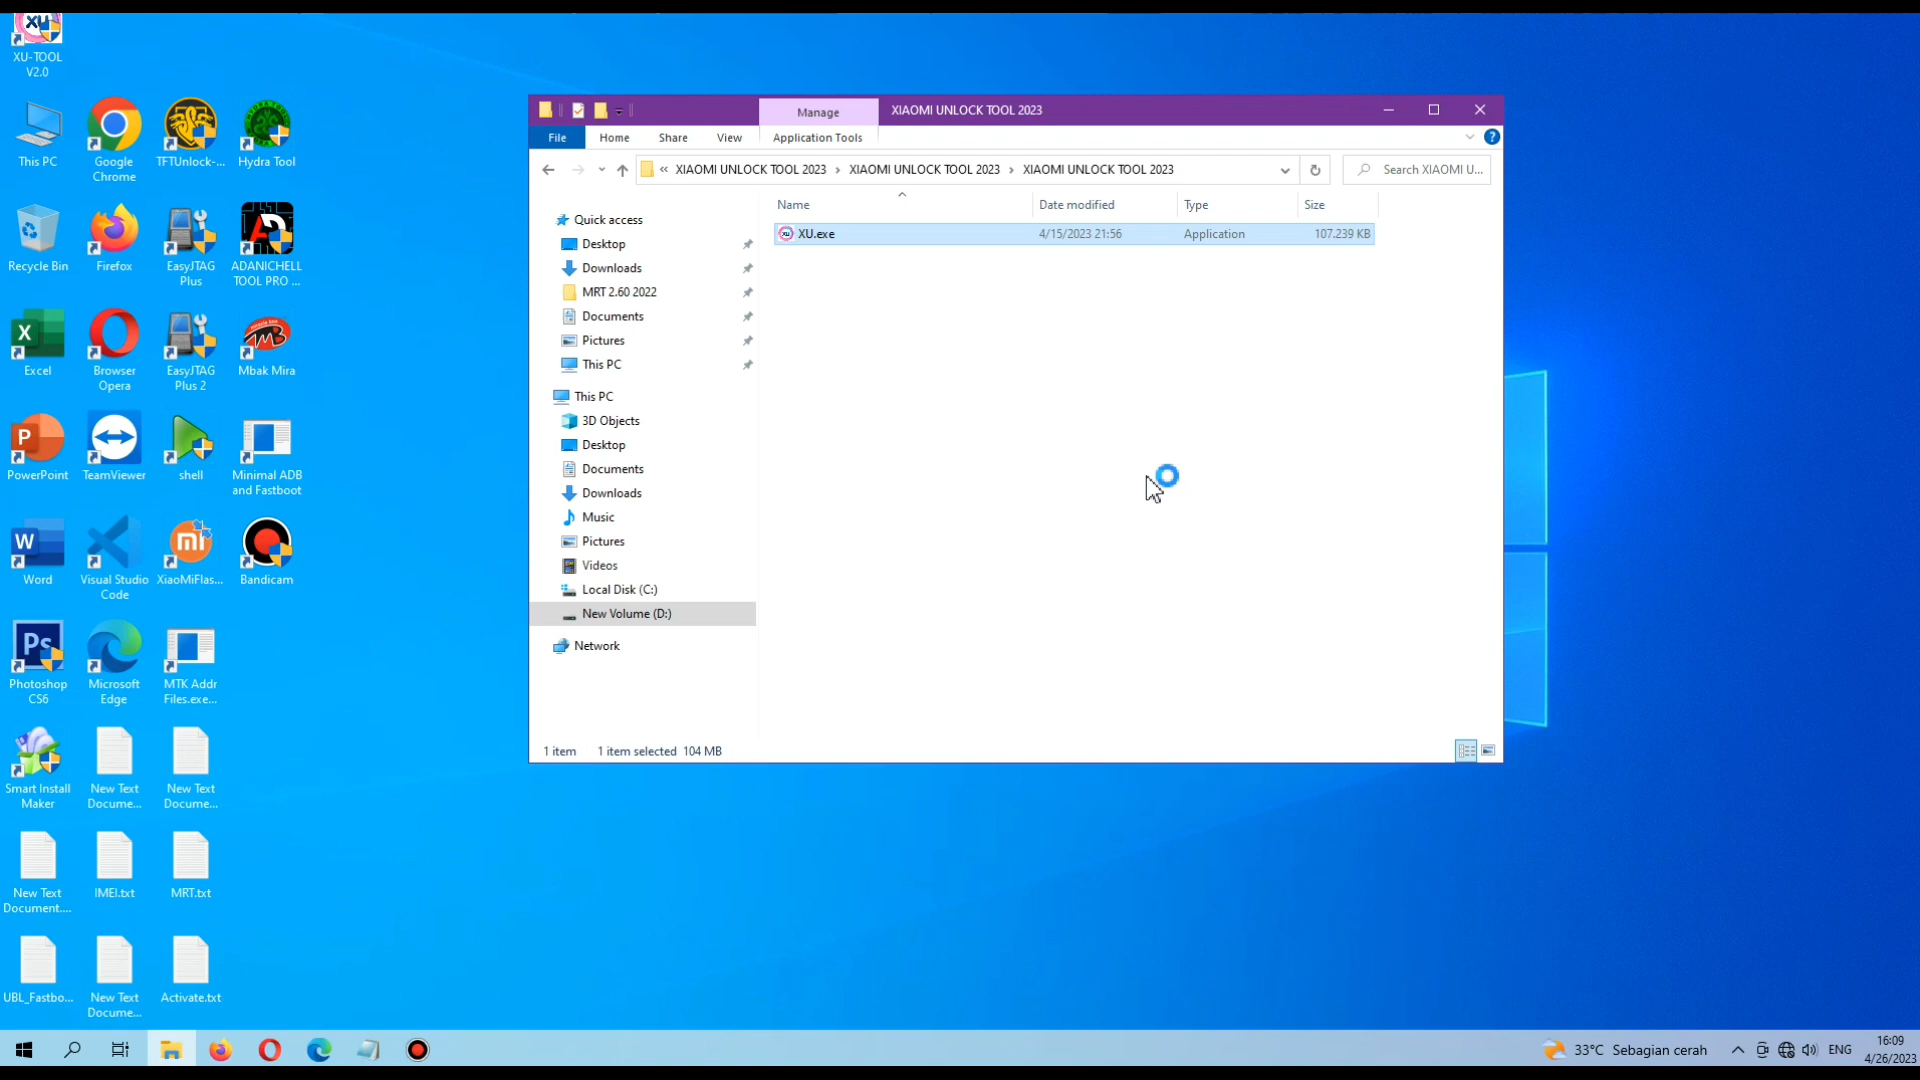 XU-TOOL
V2.0
This PC
Google
Chrome
TFTUnlock-...
Hydra Tool
Recycle Bin
Firefox
EasyJTAG
Plus
ADANICHELL
TOOL PRO ...
Excel
Browser
Opera
EasyJTAG
Plus 2
Mbak Mira
PowerPoint
TeamViewer
shell
Minimal ADB
and Fastboot
Word
Visual Studio
Code
XiaoMiFlas...
Bandicam
Photoshop
CS6
Microsoft
Edge
MTK Addr
Files.exe...
Smart Install
Maker
New Text
Docume...
New Text
Docume...
New Text
Document....
IMEI.txt
MRT.txt
UBL_Fastbo...
New Text
Docume...
Activate.txt
Manage
XIAOMI UNLOCK TOOL 2023
File
Home
Share
View
Application Tools
« XIAOMI UNLOCK TOOL 2023 › XIAOMI UNLOCK TOOL 2023 › XIAOMI UNLOCK TOOL 2023
Search XIAOMI U...
Name
Date modified
Type
Size
XU.exe
4/15/2023 21:56
Application
107.239 KB
Quick access
Desktop
Downloads
MRT 2.60 2022
Documents
Pictures
This PC
This PC
3D Objects
Desktop
Documents
Downloads
Music
Pictures
Videos
Local Disk (C:)
New Volume (D:)
Network
1 item
1 item selected 104 MB
33°C Sebagian cerah
ENG
16:09
4/26/2023